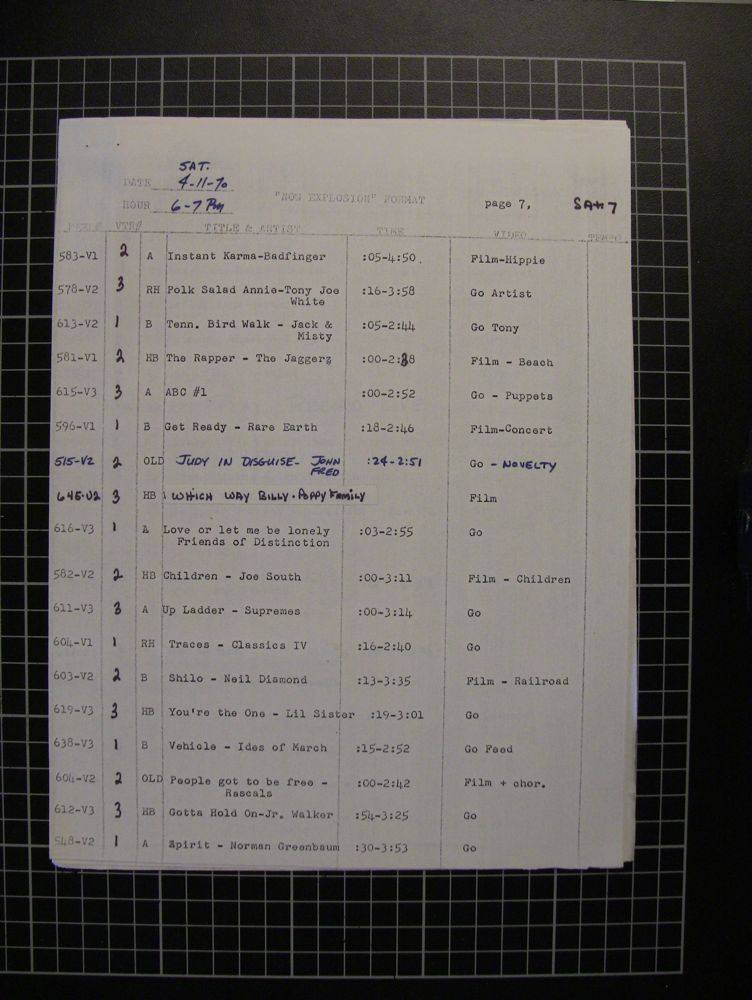 SAT.
DATE 4-11-70
HOUR 6-7 PM "NOW EXPLOSION" FORMAT page 7, SAT 7
VTR# TITLE & ARTIST TIME VIDEO TEMPO
583-V1 2 A Instant Karma-Badfinger :05-4:50.  Film-Hippie
578-V2 3 RH Polk Salad Annie-Tony Joe :16-3:58 Go Artist
White
613-V2 1 B Tenn. Bird Walk - Jack & :05-2:44 Go Tony
Misty
581-V1 2 HB The Rapper - The Jaggerz :00-2:38 Film - Beach
615-V3 3 A ABC #1 :00-2:52 Go - Puppets
596-V1 1 B Get Ready - Rare Earth :18-2:46 Film-Concert
515-V2 2 OLD JUDY IN DISGUISE- JOHN :24-2:51 Go - NOVELTY
FRED
645-V2 3 HB WHICH WAY BILLY - POPPY FAMILY Film
616-V3 1 A Love or let me be lonely :03-2:55 Go
Friends of Distinction
582-V2 2 HB Children - Joe South :00-3:11 Film - Children
611-V3 3 A Up Ladder - Supremes :00-3:14 Go
604-V1 1 RH Traces - Classics IV :16-2:40 Go
603-V2 2 B Shilo - Neil Diamond :13-3:35 Film - Railroad
619-V3 3 HB You're the One - Lil Sister :19-3:01 Go
638-V3 1 B Vehicle - Ides of March :15-2:52 Go Feed
604-V2 2 OLD People got to be free - :00-2:42 Film + chor.
Rascals
612-V3 3 HB Gotta Hold On-Jr. Walker :54-3:25 Go
548-V2 1 A Spirit - Norman Greenbaum :30-3:53 Go